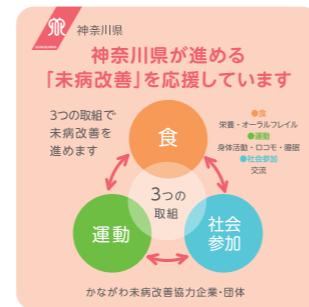 神奈川県
神奈川県が進める
「未病改善」を応援しています
3つの取組で
未病改善を
進めます
●食
栄養・オーラルフレイル
●運動
身体活動・ロコモ・睡眠
●社会参加
交流
食
3つの
取組
運動
社会
参加
かながわ未病改善協力企業・団体